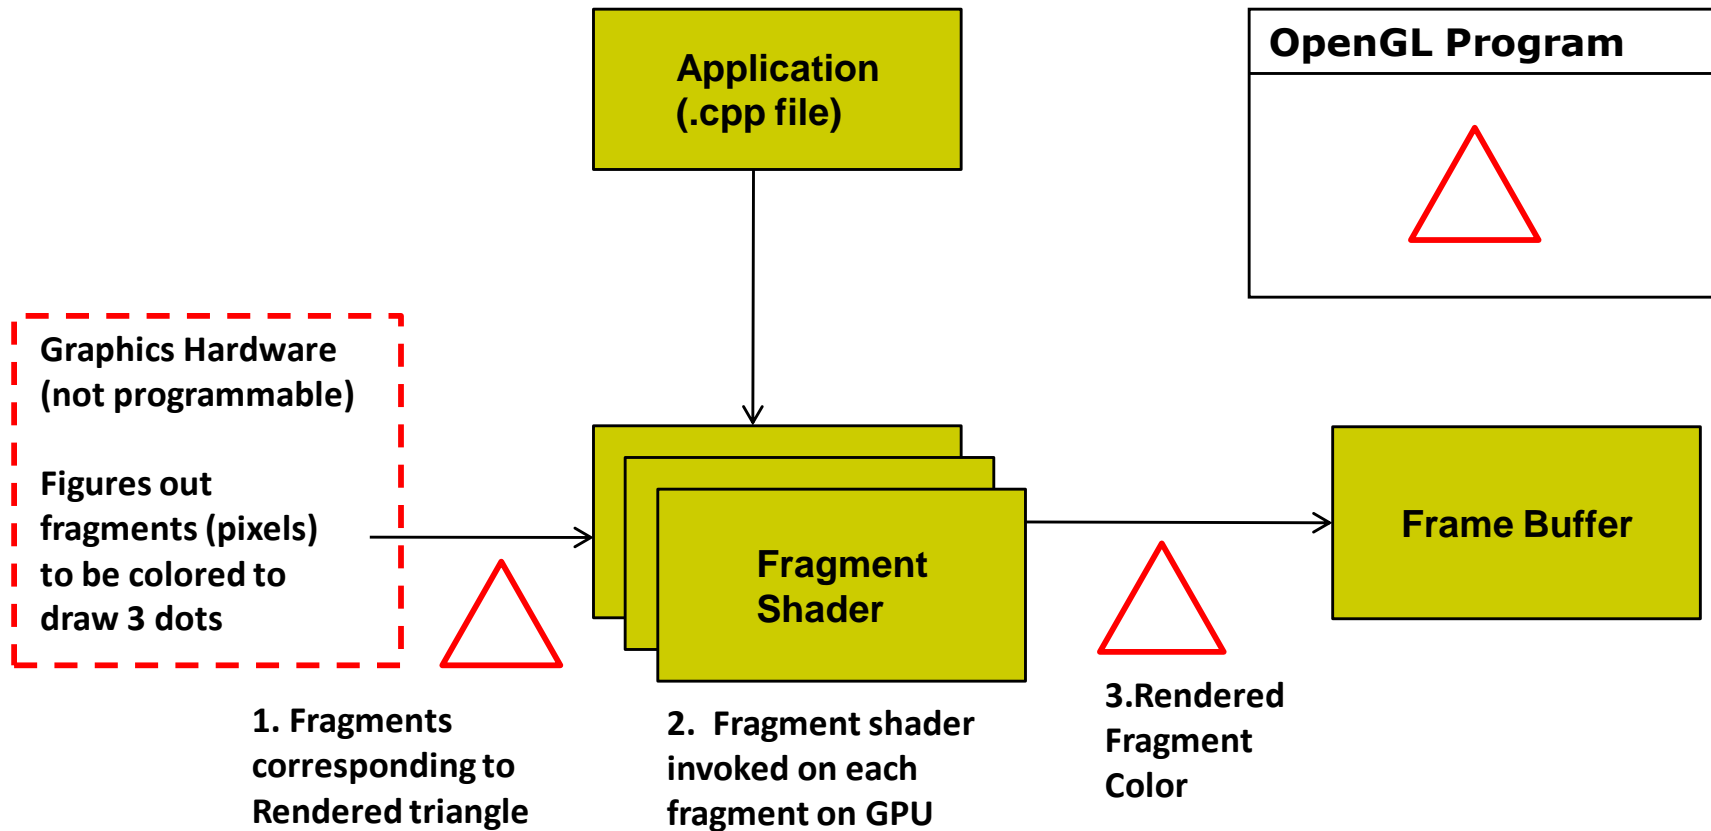 Application
(.cpp file)
OpenGL Program
Graphics Hardware
(not programmable)
Figures out
fragments (pixels)
to be colored to
draw 3 dots
Fragment
Shader
Frame Buffer
1. Fragments
corresponding to
Rendered triangle
2. Fragment shader
invoked on each
fragment on GPU
3.Rendered
Fragment
Color